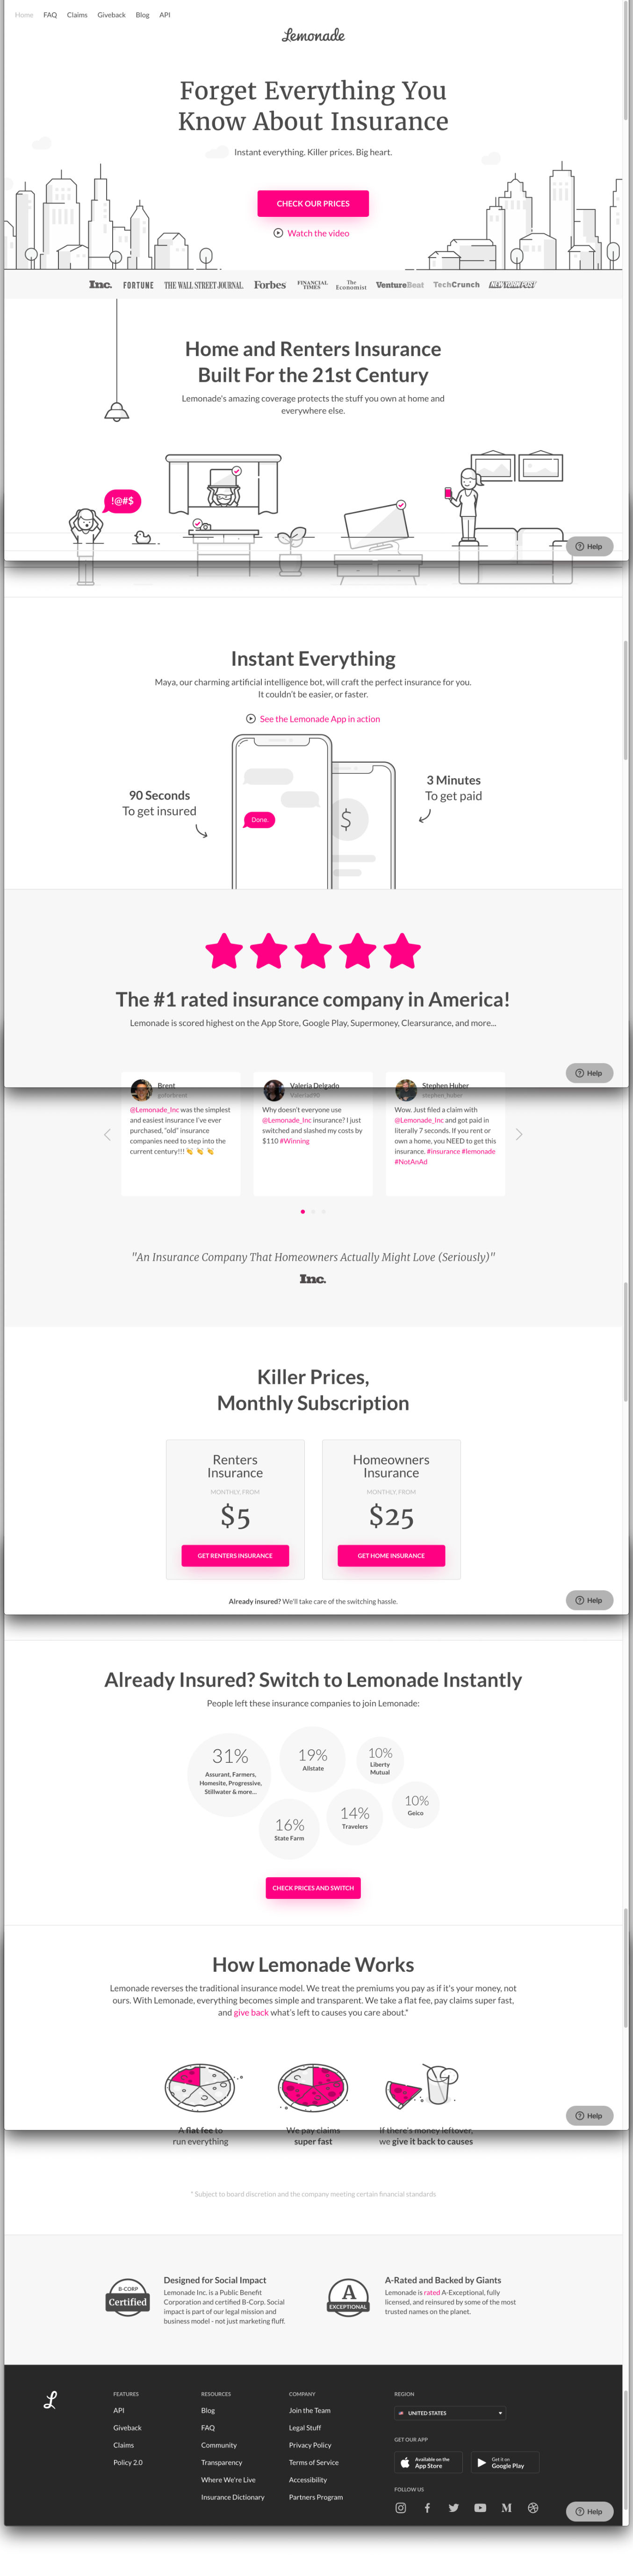 Home FAQ Claims Giveback Blog API
Lemonade
Forget Everything You
Know About Insurance
Instant everything. Killer prices. Big heart.
CHECK OUR PRICES
Watch the video
Inc. FORTUNE THE WALL STREET JOURNAL Forbes FINANCIAL TIMES The Economist VentureBeat TechCrunch NEW YORK POST
Home and Renters Insurance
Built For the 21st Century
Lemonade's amazing coverage protects the stuff you own at home and
everywhere else.
!@#$
Help
Instant Everything
Maya, our charming artificial intelligence bot, will craft the perfect insurance for you.
It couldn't be easier, or faster.
See the Lemonade App in action
90 Seconds
To get insured
3 Minutes
To get paid
Done.
$
The #1 rated insurance company in America!
Lemonade is scored highest on the App Store, Google Play, Supermoney, Clearsurance, and more...
Help
Brent
goforbrent
@Lemonade_Inc was the simplest
and easiest insurance I've ever
purchased, "old" insurance
companies need to step into the
current century!!! 👏 👏 👏
Valeria Delgado
Valeriad90
Why doesn't everyone use
@Lemonade_Inc insurance? I just
switched and slashed my costs by
$110 #Winning
Stephen Huber
stephen_huber
Wow. Just filed a claim with
@Lemonade_Inc and got paid in
literally 7 seconds. If you rent or
own a home, you NEED to get this
insurance. #insurance #lemonade
#NotAnAd
"An Insurance Company That Homeowners Actually Might Love (Seriously)"
Inc.
Killer Prices,
Monthly Subscription
Renters
Insurance
MONTHLY, FROM
$5
GET RENTERS INSURANCE
Homeowners
Insurance
MONTHLY, FROM
$25
GET HOME INSURANCE
Already insured? We'll take care of the switching hassle.
Help
Already Insured? Switch to Lemonade Instantly
People left these insurance companies to join Lemonade:
31%
Assurant, Farmers,
Homesite, Progressive,
Stillwater & more...
19%
Allstate
10%
Liberty
Mutual
16%
State Farm
14%
Travelers
10%
Geico
CHECK PRICES AND SWITCH
How Lemonade Works
Lemonade reverses the traditional insurance model. We treat the premiums you pay as if it's your money, not
ours. With Lemonade, everything becomes simple and transparent. We take a flat fee, pay claims super fast,
and give back what's left to causes you care about.*
Help
A flat fee to
run everything
We pay claims
super fast
If there's money leftover,
we give it back to causes
* Subject to board discretion and the company meeting certain financial standards
B-CORP
Certified
Designed for Social Impact
Lemonade Inc. is a Public Benefit
Corporation and certified B-Corp. Social
impact is part of our legal mission and
business model - not just marketing fluff.
A
EXCEPTIONAL
A-Rated and Backed by Giants
Lemonade is rated A-Exceptional, fully
licensed, and reinsured by some of the most
trusted names on the planet.
L
FEATURES
API
Giveback
Claims
Policy 2.0
RESOURCES
Blog
FAQ
Community
Transparency
Where We're Live
Insurance Dictionary
COMPANY
Join the Team
Legal Stuff
Privacy Policy
Terms of Service
Accessibility
Partners Program
REGION
UNITED STATES
GET OUR APP
Available on the
App Store
Get it on
Google Play
FOLLOW US
Help